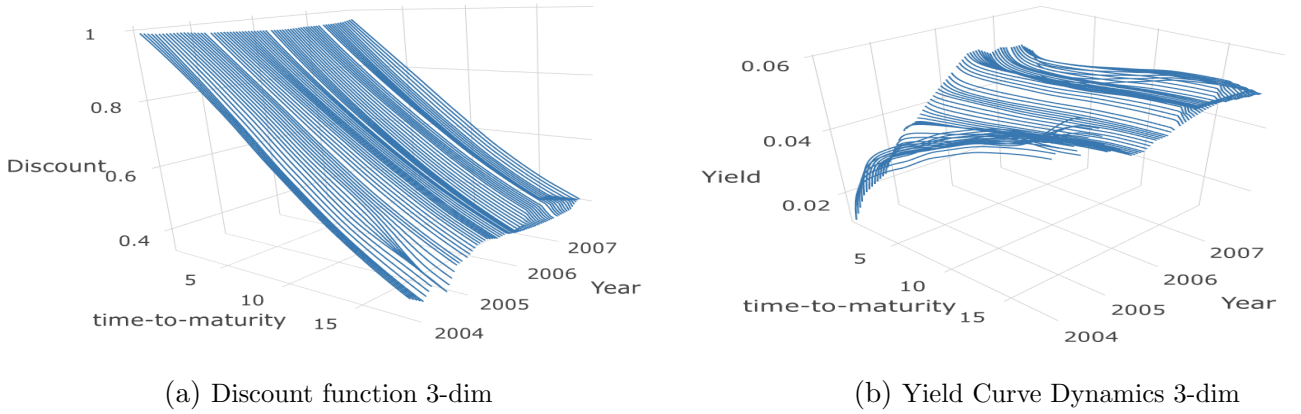 1
0.8
Discount
0.6
0.4
5
10
15
time-to-maturity
2004
2005
2006
2007
Year
0.06
0.04
Yield
0.02
5
10
15
time-to-maturity
2004
2005
2006
2007
Year
(a) Discount function 3-dim
(b) Yield Curve Dynamics 3-dim